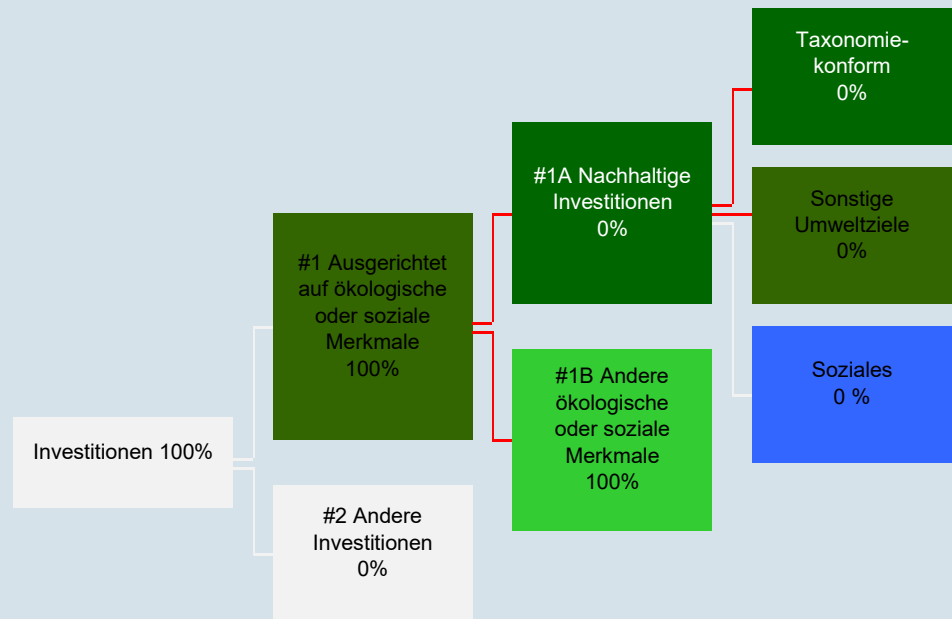 Investitionen 100%
#1 Ausgerichtet
auf ökologische
oder soziale
Merkmale
100%
#2 Andere
Investitionen
0%
#1A Nachhaltige
Investitionen
0%
#1B Andere
ökologische
oder soziale
Merkmale
100%
Taxonomie-
konform
0%
Sonstige
Umweltziele
0%
Soziales
0 %